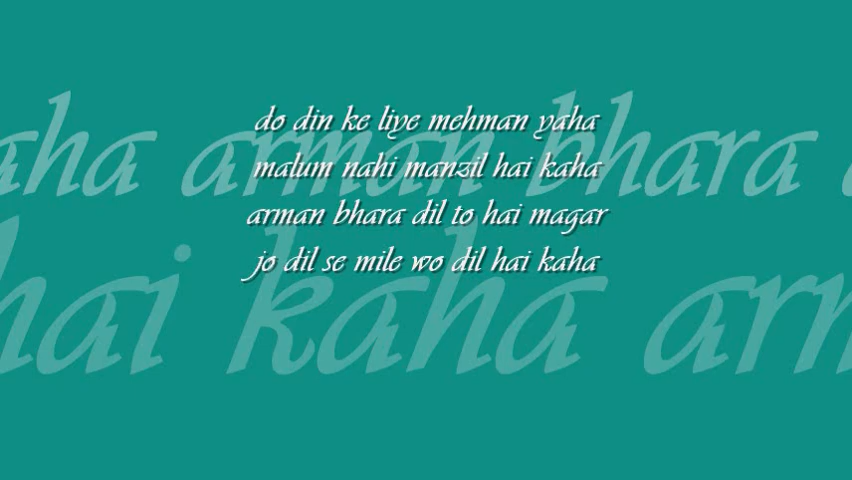 do din ke liye mehman yaha
malum nahi manzil hai kaha
arman bhara dil to hai magar
jo dil se mile wo dil hai kaha
aha arman bhara
hai kaha arm